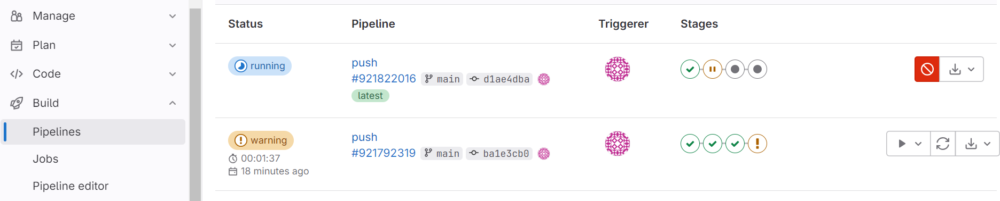 Manage
Plan
Code
Build
Pipelines
Jobs
Pipeline editor
Status Pipeline Triggerer Stages
running
push
#921822016 main d1ae4dba
latest
warning
00:01:37
18 minutes ago
push
#921792319 main ba1e3cb0